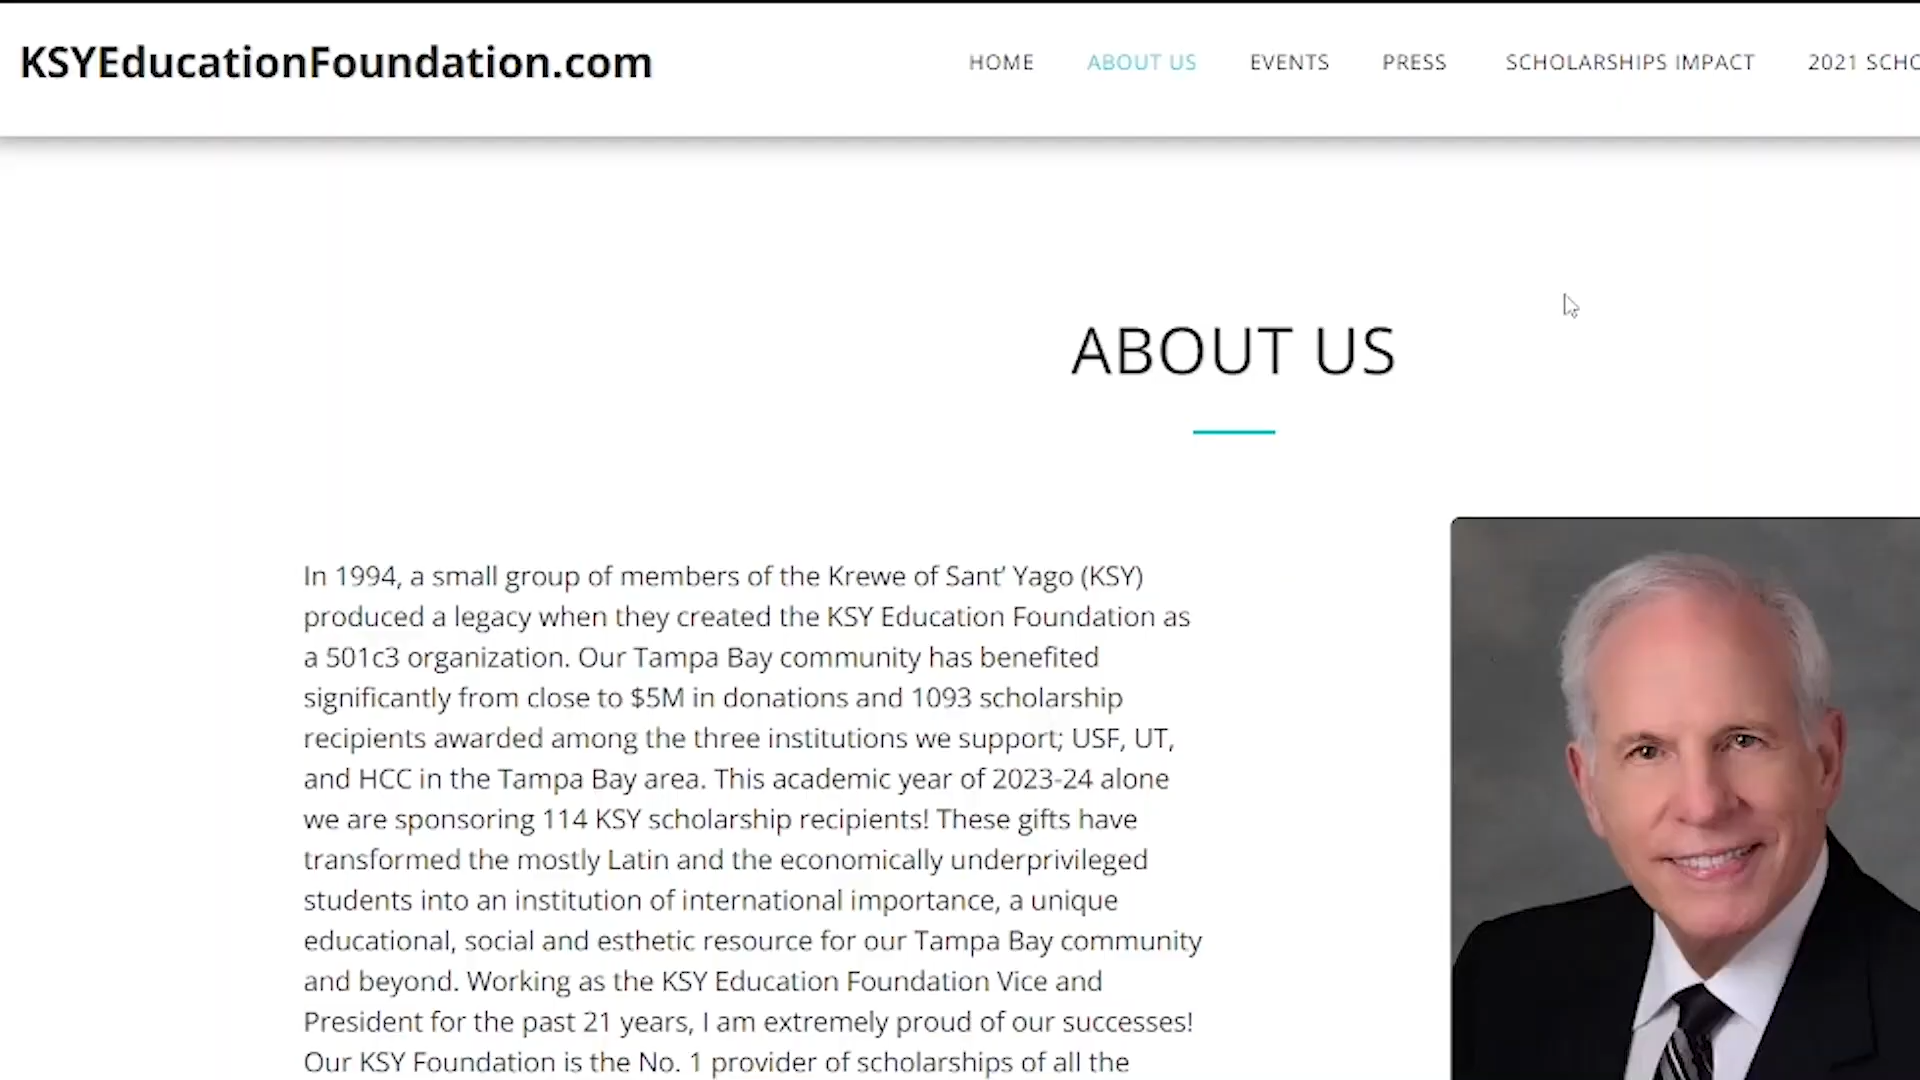 KSYEducationFoundation.com
HOME ABOUT US EVENTS PRESS SCHOLARSHIPS IMPACT 2021 SCHO
ABOUT US
In 1994, a small group of members of the Krewe of Sant’ Yago (KSY)
produced a legacy when they created the KSY Education Foundation as
a 501c3 organization. Our Tampa Bay community has benefited
significantly from close to $5M in donations and 1093 scholarship
recipients awarded among the three institutions we support; USF, UT,
and HCC in the Tampa Bay area. This academic year of 2023-24 alone
we are sponsoring 114 KSY scholarship recipients! These gifts have
transformed the mostly Latin and the economically underprivileged
students into an institution of international importance, a unique
educational, social and esthetic resource for our Tampa Bay community
and beyond. Working as the KSY Education Foundation Vice and
President for the past 21 years, I am extremely proud of our successes!
Our KSY Foundation is the No. 1 provider of scholarships of all the